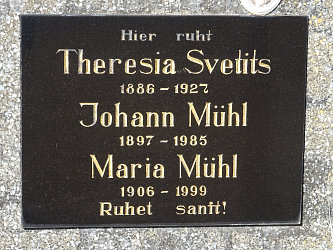 Hier ruht
Theresia Svetits
1886 – 1927
Johann Mühl
1897 – 1985
Maria Mühl
1906 – 1999
Ruhet sanft!